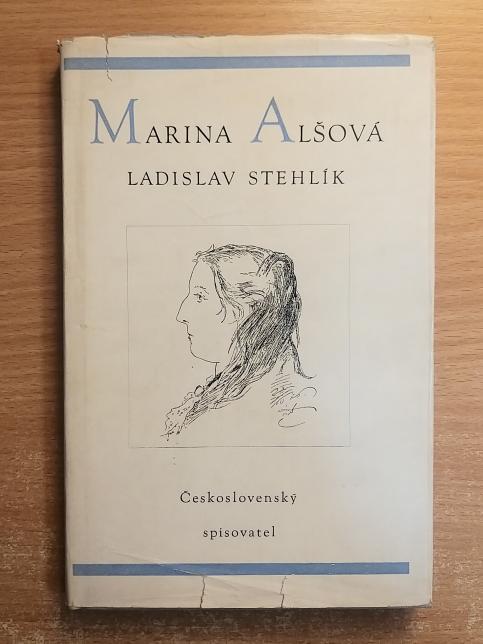 MARINA ALŠOVÁ
LADISLAV STEHLÍK
Československý
spisovatel